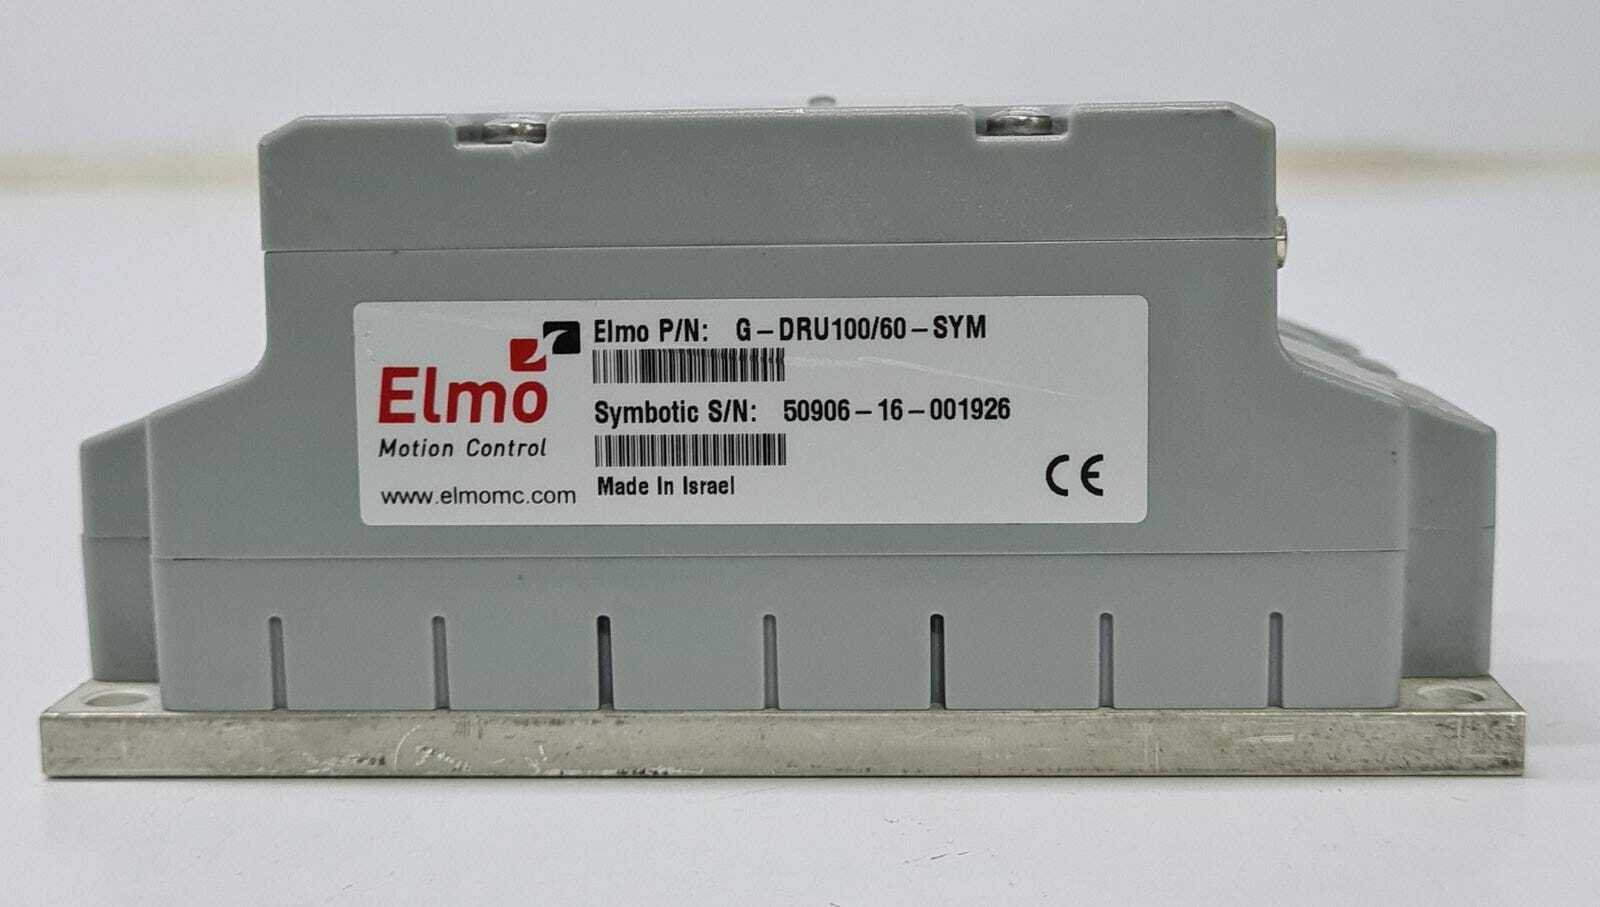 Elmo
Motion Control
www.elmomc.com
Elmo P/N: G-DRU100/60-SYM
Symbotic S/N: 50906-16-001926
Made In Israel
CE